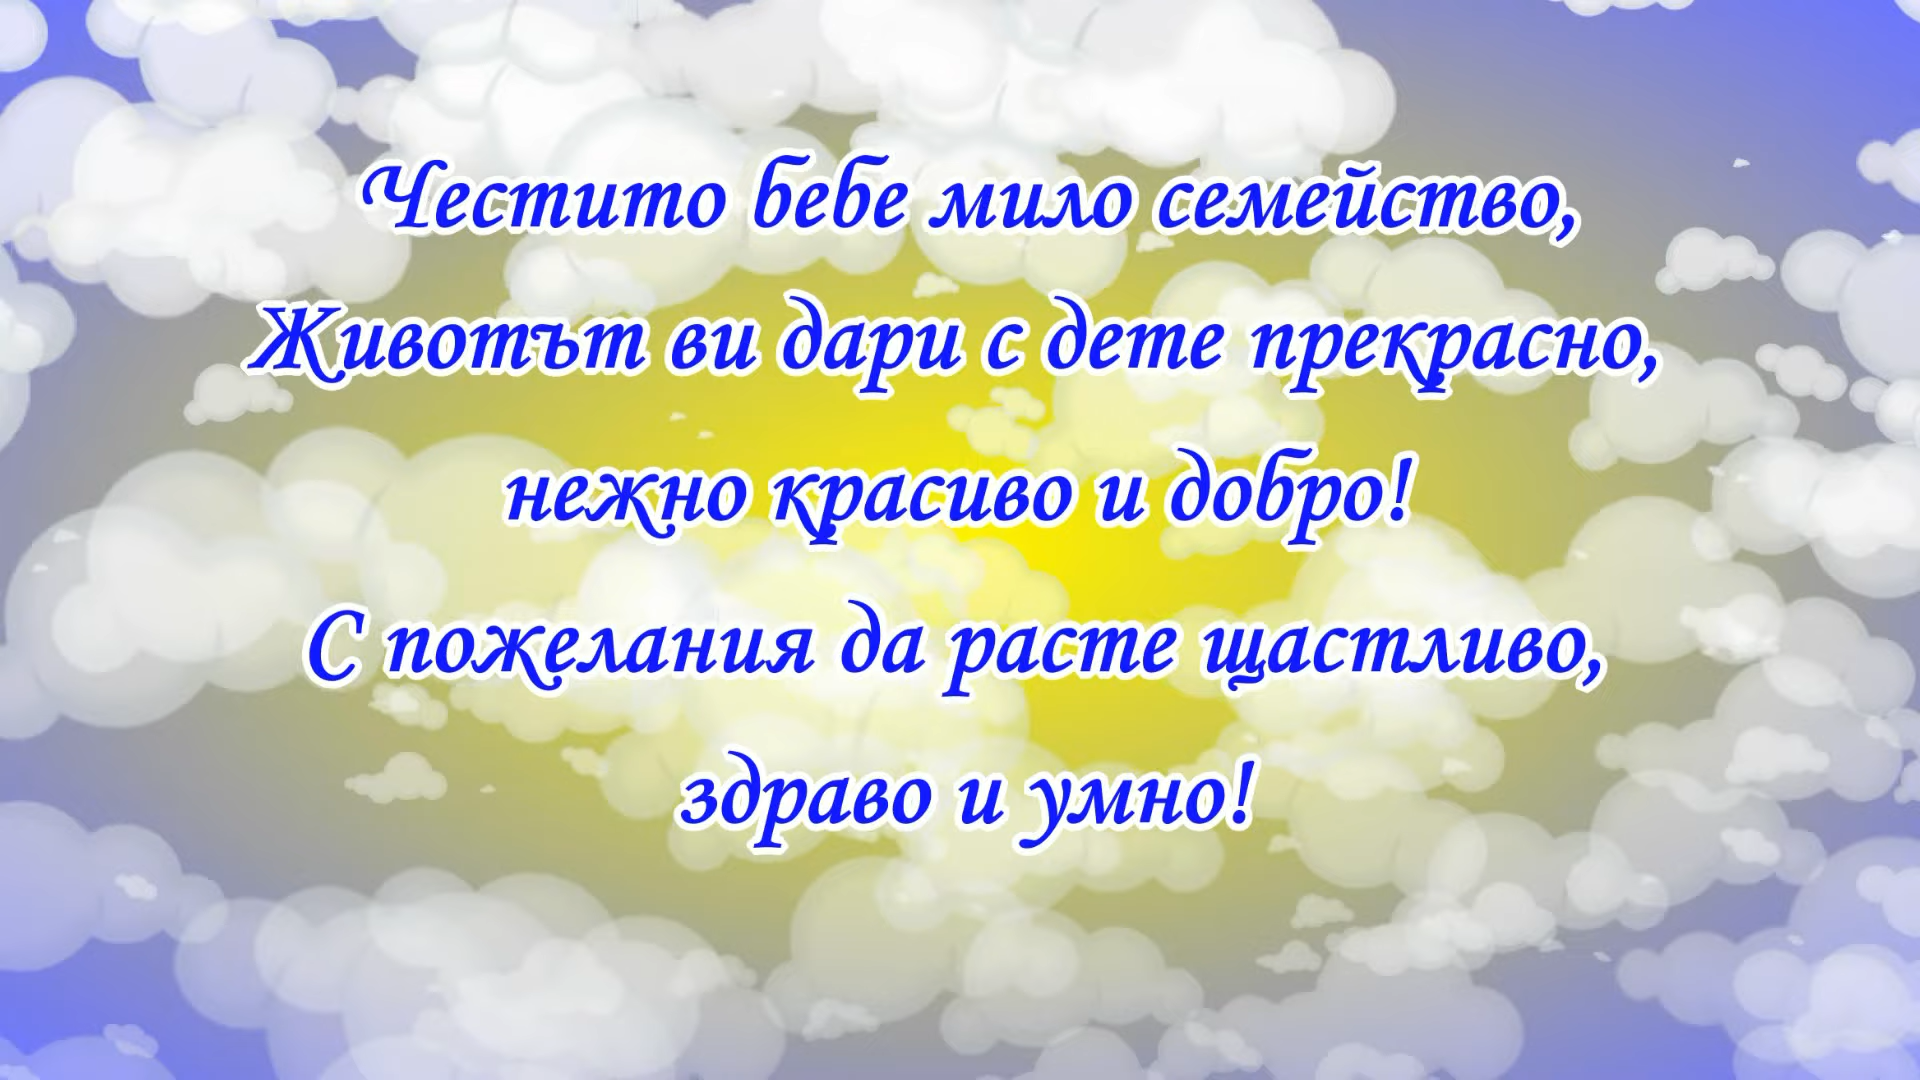 Честито бебе мило семейство,
Животът ви дари с дете прекрасно,
нежно красиво и добро!
С пожелания да расте щастливо,
здраво и умно!